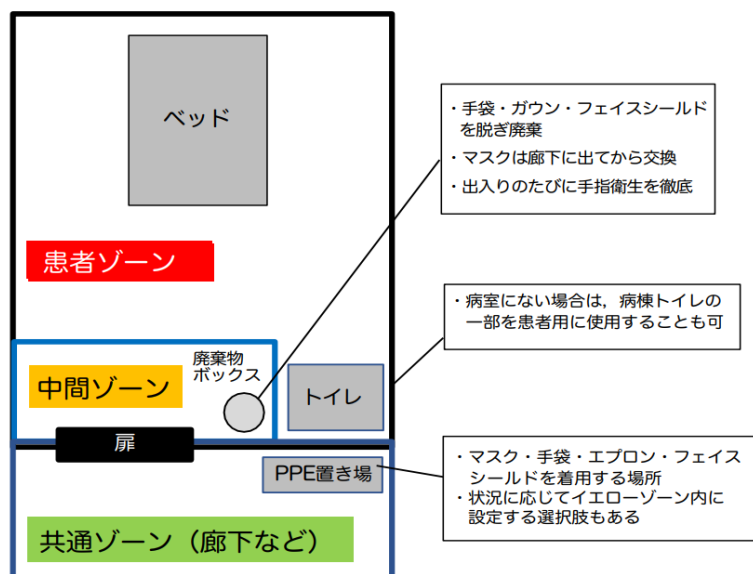 ベッド
・手袋・ガウン・フェイスシールド
を脱ぎ廃棄
・マスクは廊下に出てから交換
・出入りのたびに手指衛生を徹底
患者ゾーン
・病室にない場合は，病棟トイレの
一部を患者用に使用することも可
廃棄物
ボックス
中間ゾーン
トイレ
扉
PPE置き場
・マスク・手袋・エプロン・フェイス
シールドを着用する場所
・状況に応じてイエローゾーン内に
設定する選択肢もある
共通ゾーン（廊下など）